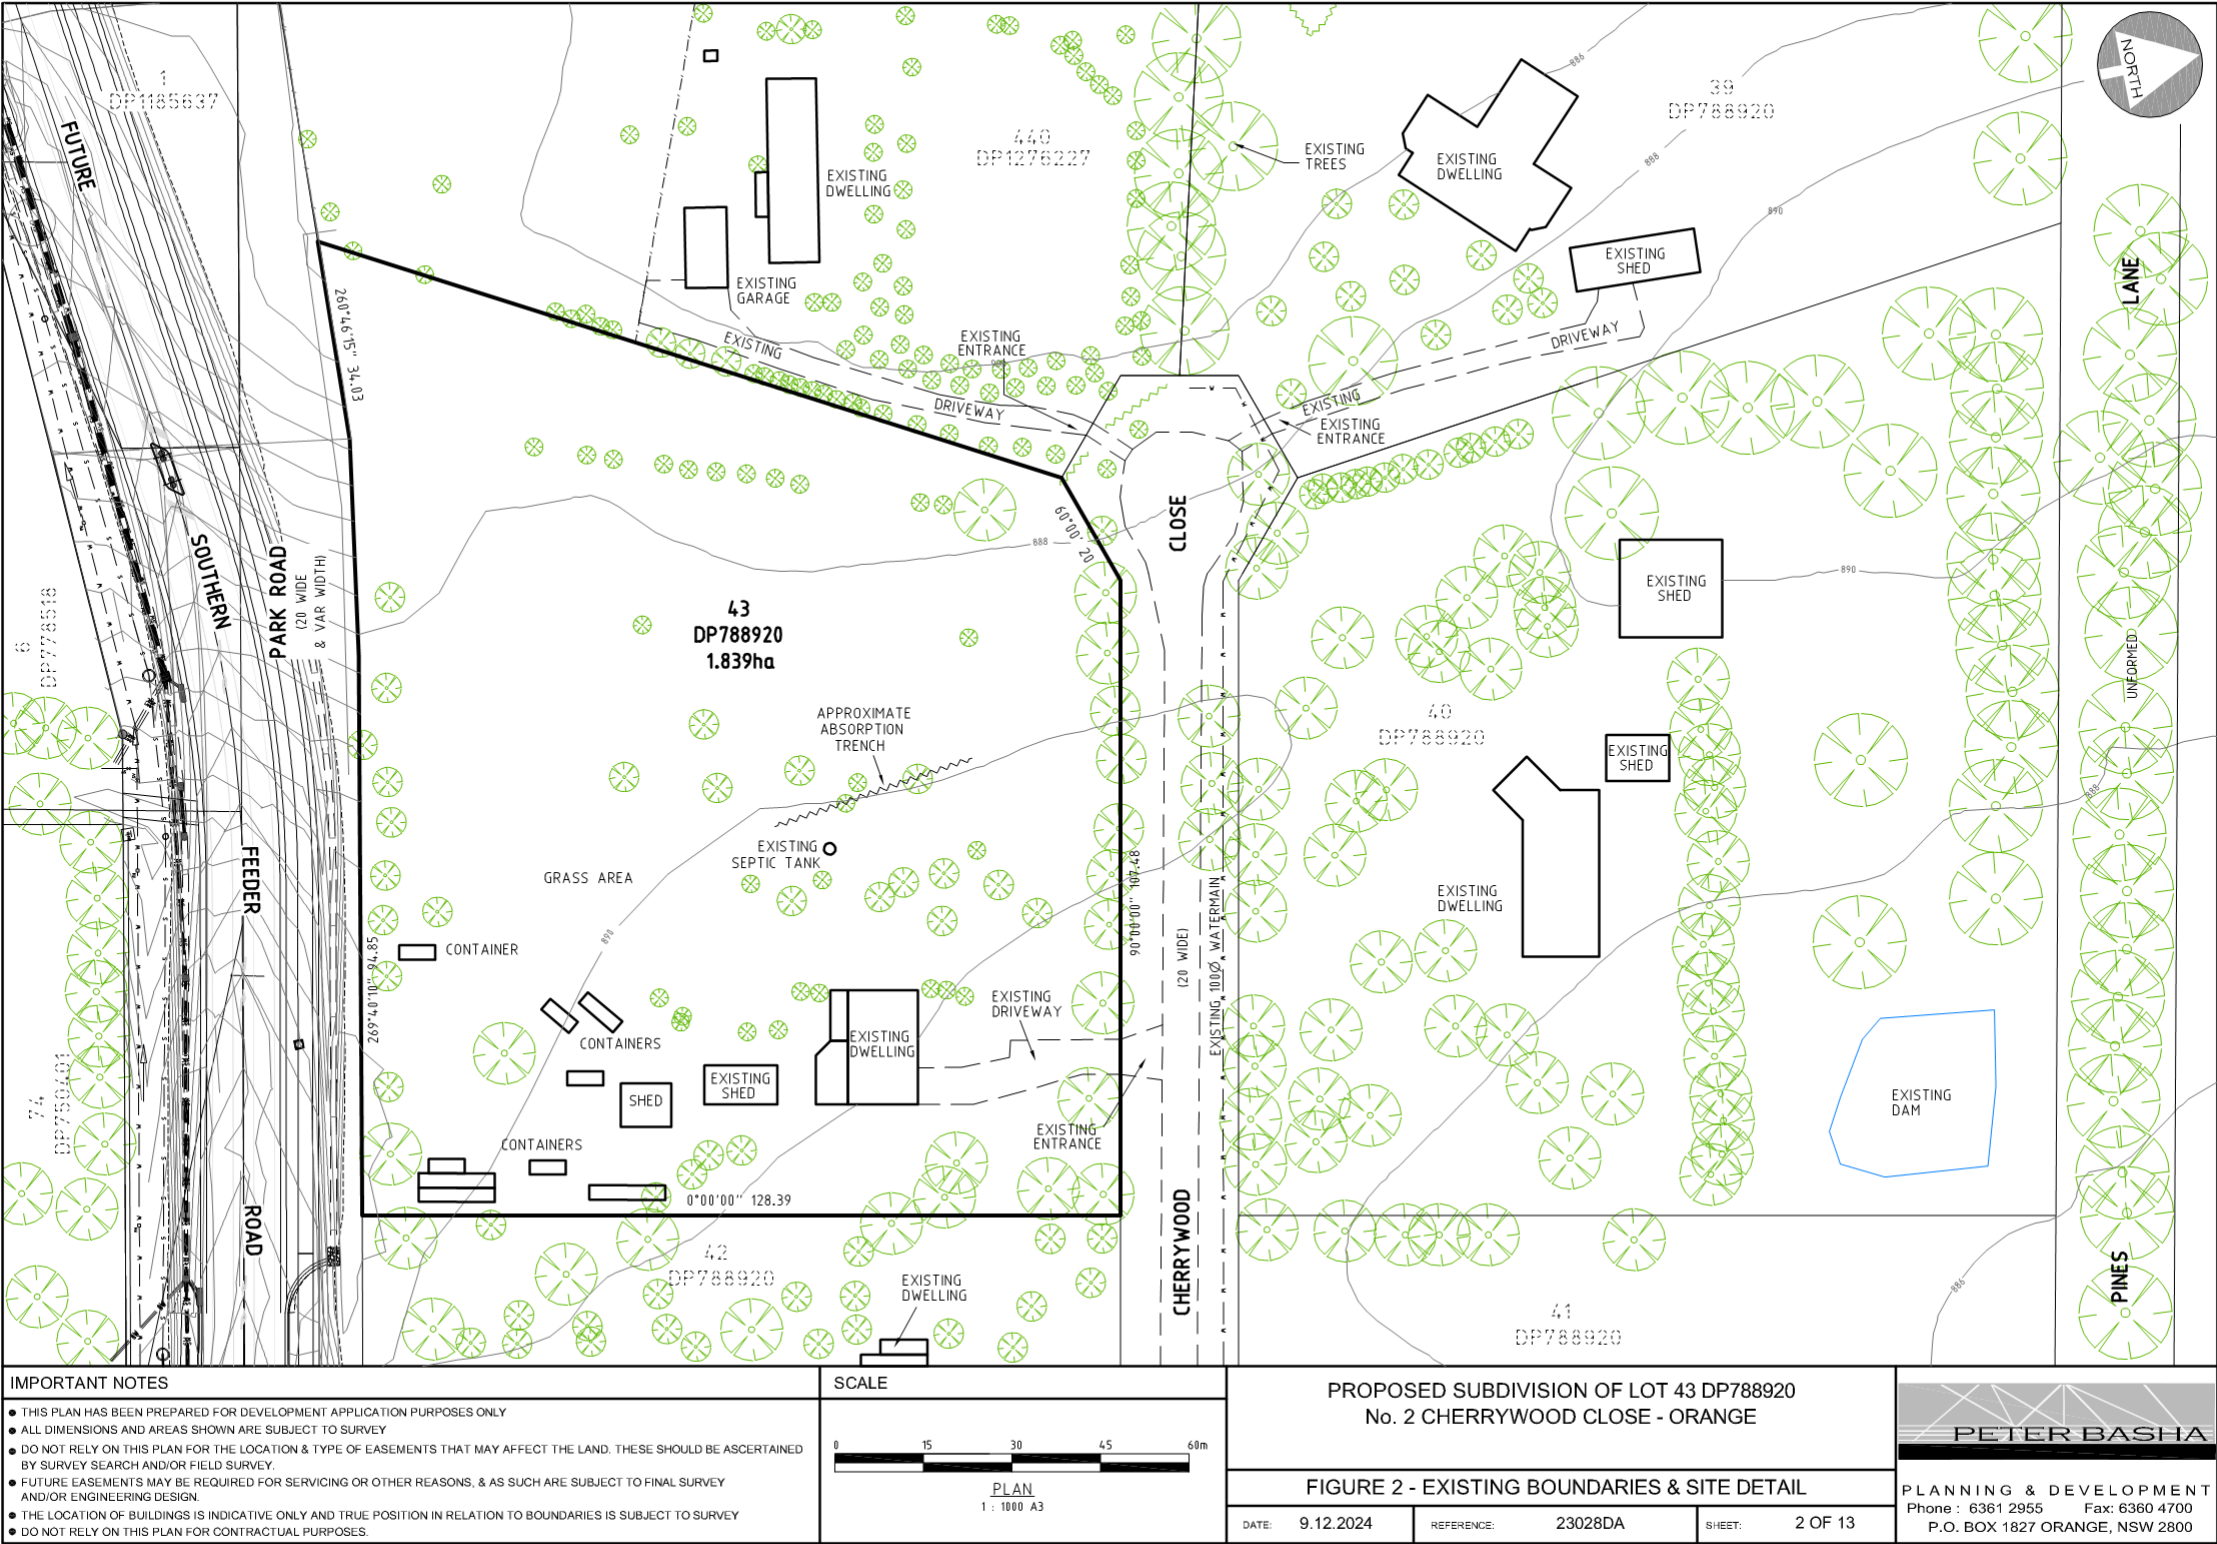 1
DP1185637
FUTURE
SOUTHERN
FEEDER
ROAD
PARK ROAD
(20 WIDE
& VAR WIDTH)
6
DP778518
74
DP750401
260°46'15" 34.03
269°40'10" 94.85
0°00'00" 128.39
90°00'00" 107.48
60°00' 20
EXISTING
DWELLING
EXISTING
GARAGE
440
DP1276227
EXISTING
TREES
EXISTING
DWELLING
39
DP788920
886
888
890
NORTH
EXISTING
SHED
LANE
EXISTING
DRIVEWAY
EXISTING
ENTRANCE
EXISTING
DRIVEWAY
EXISTING
ENTRANCE
CLOSE
888
43
DP788920
1.839ha
APPROXIMATE
ABSORPTION
TRENCH
EXISTING
SEPTIC TANK
GRASS AREA
890
CONTAINER
CONTAINERS
SHED
EXISTING
SHED
EXISTING
DWELLING
EXISTING
DRIVEWAY
EXISTING
ENTRANCE
CONTAINERS
(20 WIDE)
EXISTING 100Ø WATERMAIN
CHERRYWOOD
EXISTING
SHED
890
UNFORMED
40
DP788920
EXISTING
SHED
888
EXISTING
DWELLING
EXISTING
DAM
PINES
42
DP788920
EXISTING
DWELLING
41
DP788920
886
IMPORTANT NOTES
● THIS PLAN HAS BEEN PREPARED FOR DEVELOPMENT APPLICATION PURPOSES ONLY
● ALL DIMENSIONS AND AREAS SHOWN ARE SUBJECT TO SURVEY
● DO NOT RELY ON THIS PLAN FOR THE LOCATION & TYPE OF EASEMENTS THAT MAY AFFECT THE LAND. THESE SHOULD BE ASCERTAINED
BY SURVEY SEARCH AND/OR FIELD SURVEY.
● FUTURE EASEMENTS MAY BE REQUIRED FOR SERVICING OR OTHER REASONS, & AS SUCH ARE SUBJECT TO FINAL SURVEY
AND/OR ENGINEERING DESIGN.
● THE LOCATION OF BUILDINGS IS INDICATIVE ONLY AND TRUE POSITION IN RELATION TO BOUNDARIES IS SUBJECT TO SURVEY
● DO NOT RELY ON THIS PLAN FOR CONTRACTUAL PURPOSES.
SCALE
0 15 30 45 60m
PLAN
1 : 1000 A3
PROPOSED SUBDIVISION OF LOT 43 DP788920
No. 2 CHERRYWOOD CLOSE - ORANGE
FIGURE 2 - EXISTING BOUNDARIES & SITE DETAIL
DATE: 9.12.2024 REFERENCE: 23028DA SHEET: 2 OF 13
PETER BASHA
PLANNING & DEVELOPMENT
Phone : 6361 2955 Fax: 6360 4700
P.O. BOX 1827 ORANGE, NSW 2800